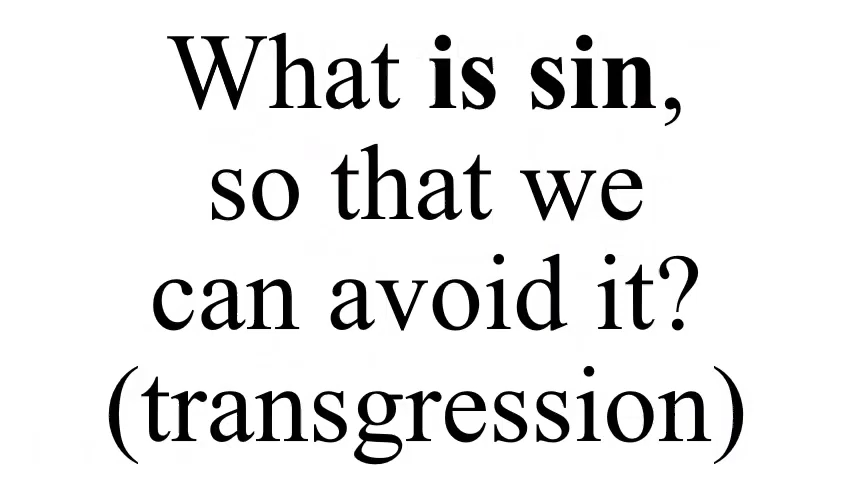 What is sin,
so that we
can avoid it?
(transgression)